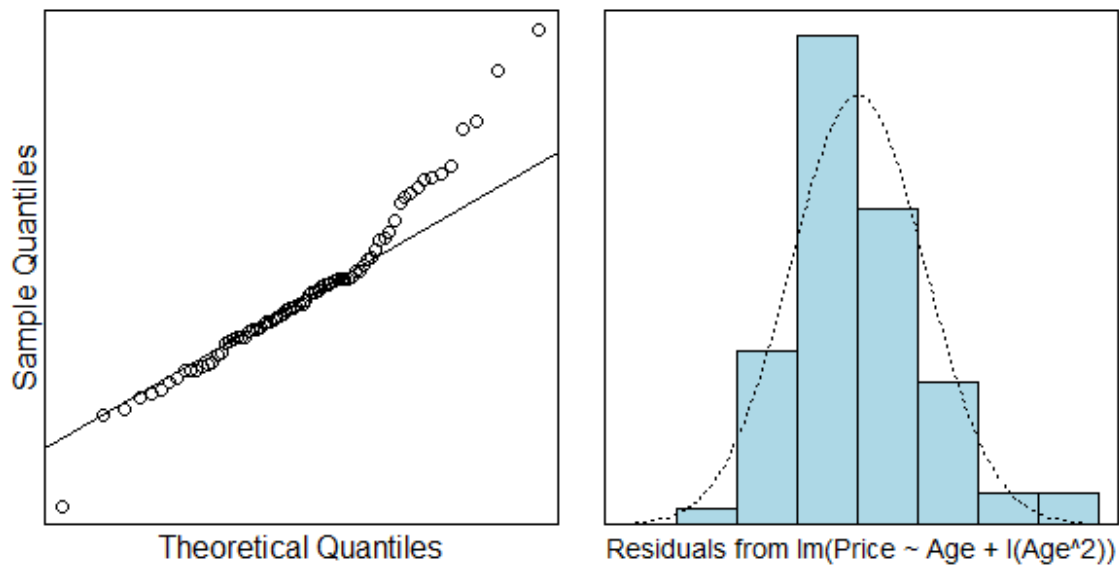 Sample Quantiles
Theoretical Quantiles
Residuals from lm(Price ~ Age + I(Age^2))